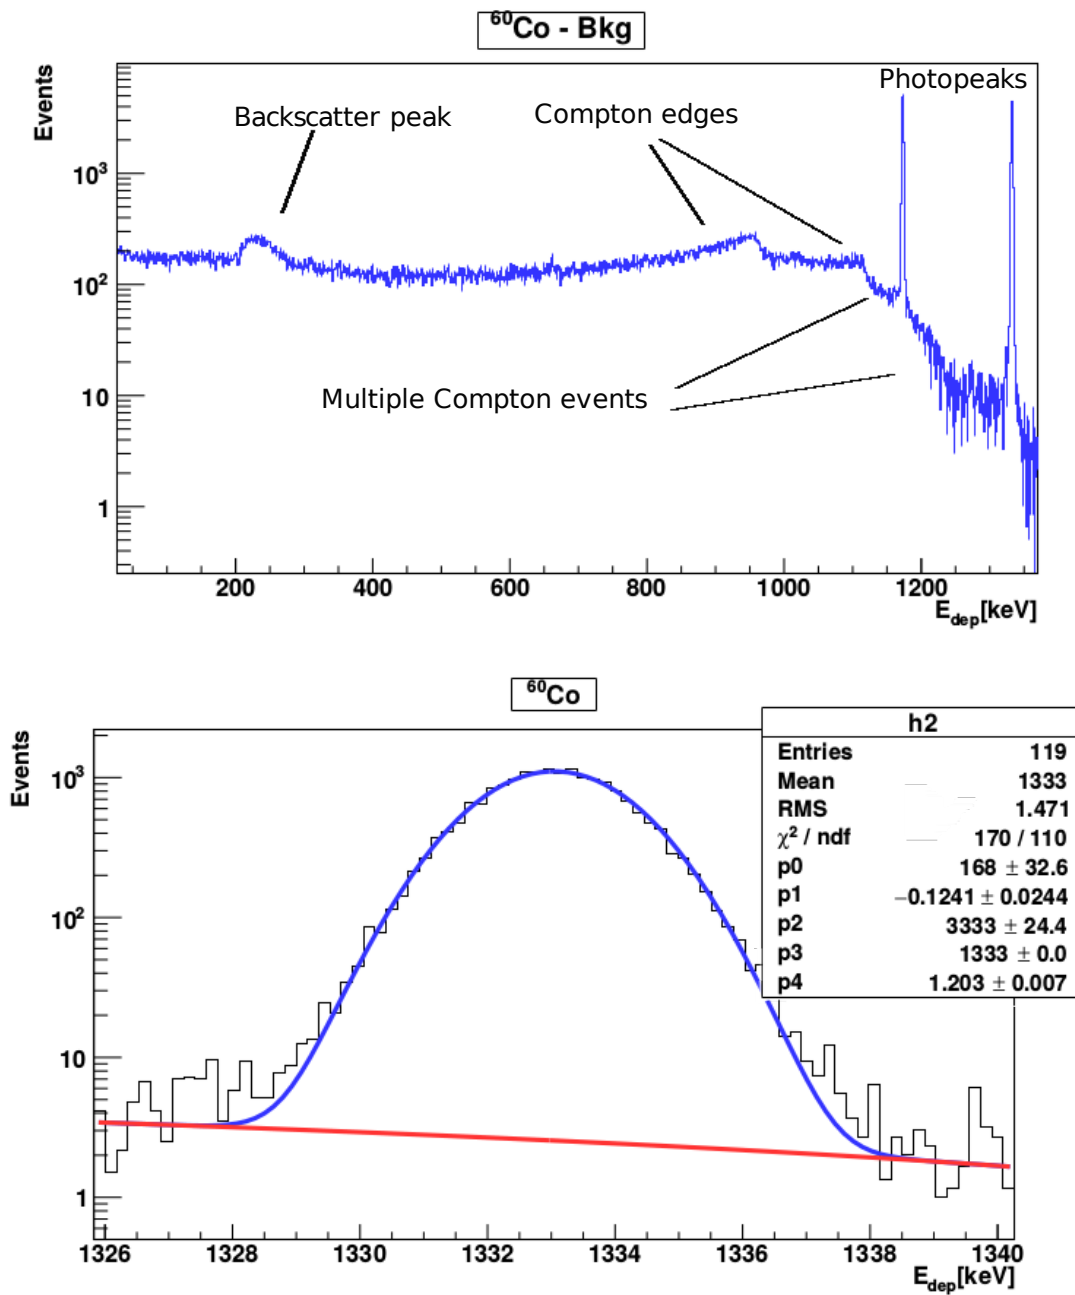 ⁶⁰Co - Bkg
Events
Photopeaks
Backscatter peak
Compton edges
10³
10²
Multiple Compton events
10
1
200 400 600 800 1000 1200
E_dep[keV]
⁶⁰Co
Events
h2
Entries 119
Mean 1333
RMS 1.471
χ² / ndf 170 / 110
p0 168 ± 32.6
p1 −0.1241 ± 0.0244
p2 3333 ± 24.4
p3 1333 ± 0.0
p4 1.203 ± 0.007
10³
10²
10
1
1326 1328 1330 1332 1334 1336 1338 1340
E_dep[keV]